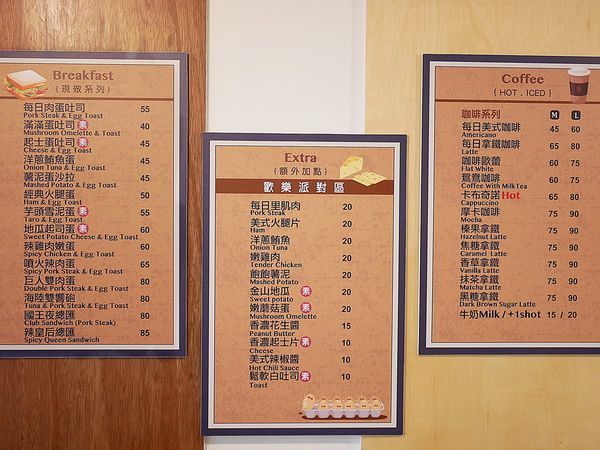 Breakfast
(現做系列)
每日肉蛋吐司 55
Pork Steak & Egg Toast
滿滿蛋吐司 素 40
Mushroom Omelette & Toast
起士蛋吐司 素 45
Cheese & Egg Toast
洋蔥鮪魚蛋 60
Onion Tuna & Egg Toast
薯泥蛋沙拉 45
Mashed Potato & Egg Toast
經典火腿蛋 50
Ham & Egg Toast
芋頭雪泥蛋 素 55
Taro & Egg Toast
地瓜起司蛋 素 60
Sweet Potato Cheese & Egg Toast
辣雞肉嫩蛋 60
Spicy Chicken & Egg Toast
噴火辣肉蛋 65
Spicy Pork Steak & Egg Toast
巨人雙肉蛋 80
Double Pork Steak & Egg Toast
海陸雙響砲 80
Tuna & Pork Steak & Egg Toast
國王夜總匯 80
Club Sandwich (Pork Steak)
辣皇后總匯 85
Spicy Queen Sandwich
Extra
(額外加點)
歡樂派對區
每日里肌肉 20
Pork Steak
美式火腿片 20
Ham
洋蔥鮪魚 20
Onion Tuna
嫩雞肉 20
Tender Chicken
飽飽薯泥 20
Mashed Potato
金山地瓜 素 20
Sweet potato
嫩蘑菇蛋 素 20
Mushroom Omelette
香濃花生醬 15
Peanut Butter
香濃起士片 素 10
Cheese
美式辣椒醬 10
Hot Chili Sauce
鬆軟白吐司 素 10
Toast
Coffee
(HOT . ICED)
咖啡系列 M L
每日美式咖啡 45 60
Americano
每日拿鐵咖啡 65 80
Latte
咖啡歐蕾 60 75
Flat White
鴛鴦咖啡 60 75
Coffee With MilkTea
卡布奇諾Hot 65 80
Cappuccino
摩卡咖啡 75 90
Mocha
榛果拿鐵 75 90
Hazelnut Latte
焦糖拿鐵 75 90
Caramel Latte
香草拿鐵 75 90
Vanilla Latte
抹茶拿鐵 75 90
Matcha Latte
黑糖拿鐵 75 90
Dark Brown Sugar Latte
牛奶Milk/+1shot 15 / 20